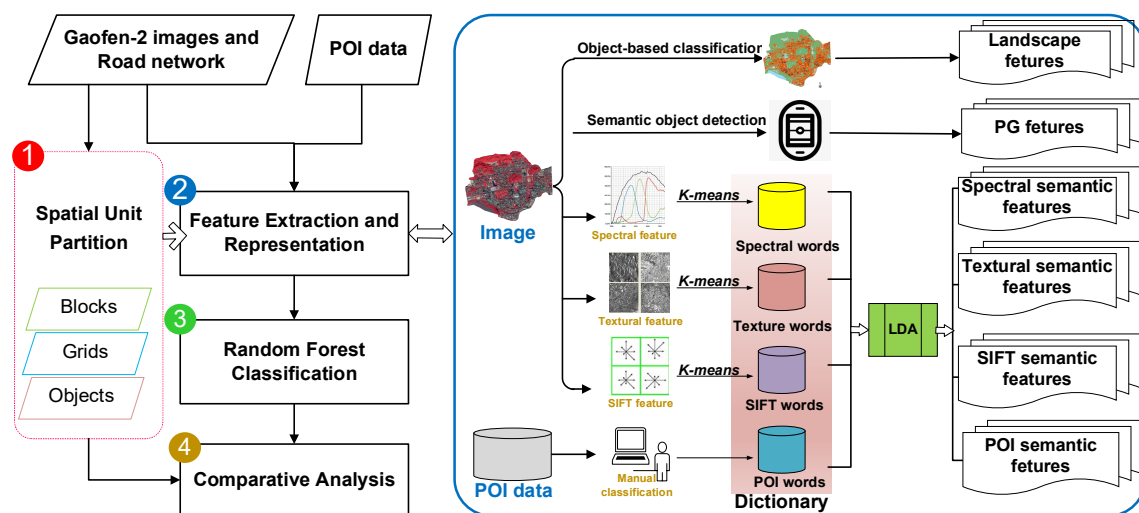 Gaofen-2 images and
Road network
POI data
1
Spatial Unit
Partition
Blocks
Grids
Objects
2
Feature Extraction and
Representation
3
Random Forest
Classification
4
Comparative Analysis
Image
POI data
Object-based classification
Semantic object detection
Spectral feature
Textural feature
SIFT feature
Manual
classification
K-means
K-means
K-means
Spectral words
Texture words
SIFT words
POI words
Dictionary
LDA
Landscape
fetures
PG fetures
Spectral semantic
features
Textural semantic
features
SIFT semantic
features
POI semantic
fetures